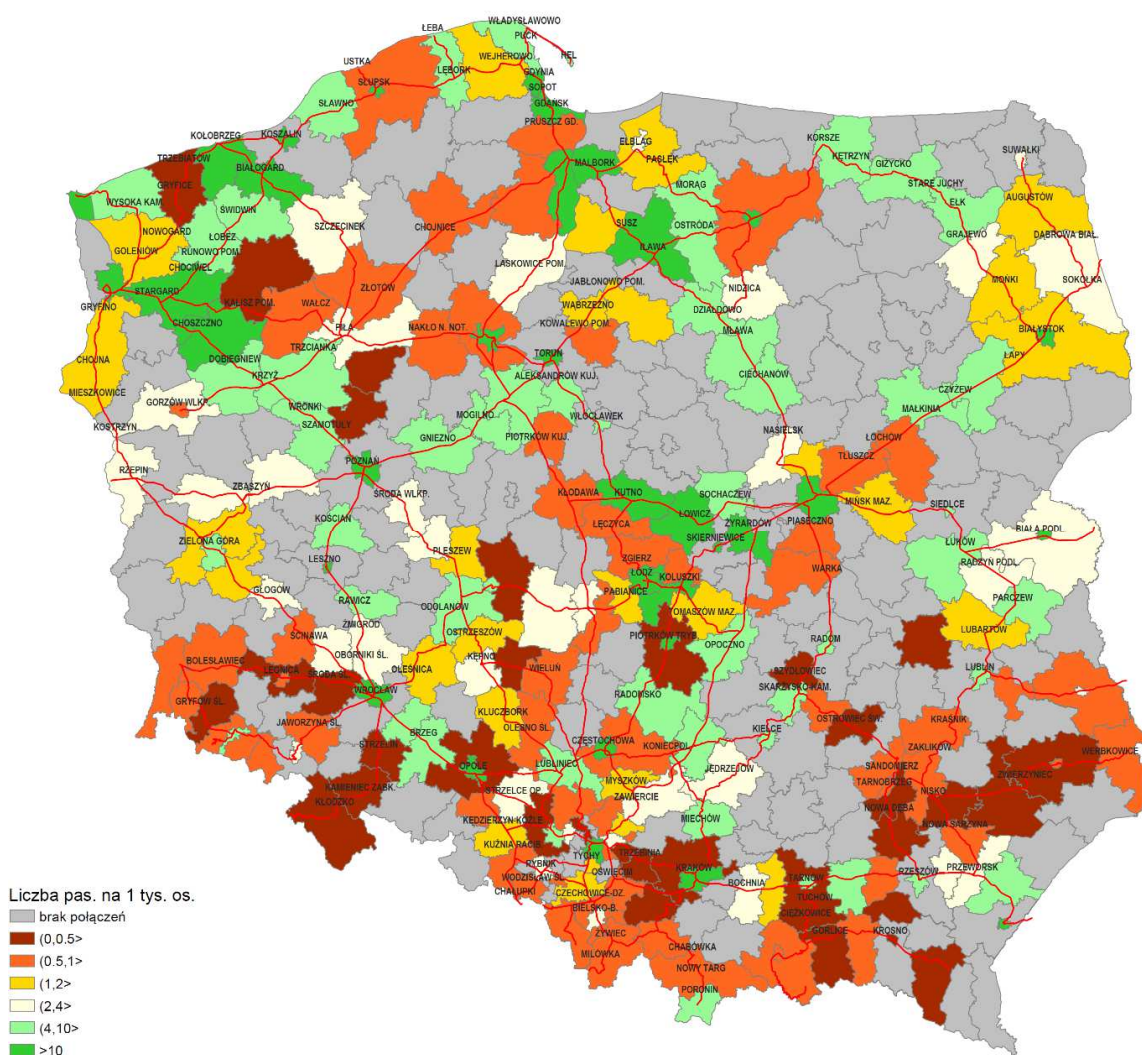 WŁADYSŁAWOWO
ŁEBA
PUCK
HEL
WEJHEROWO
USTKA
LĘBORK
GDYNIA
SŁUPSK
SOPOT
SŁAWNO
GDAŃSK
PRUSZCZ GD.
KOSZALIN
KOŁOBRZEG
KORSZE
ELBLĄG
KĘTRZYN
SUWAŁKI
TRZEBIATÓW
BIAŁOGARD
MALBORK
PASŁĘK
GIŻYCKO
GRYFICE
MORĄG
STARE JUCHY
AUGUSTÓW
WYSOKA KAM.
ŚWIDWIN
SZCZECINEK
CHOJNICE
SUSZ
OSTRÓDA
EŁK
NOWOGARD
ŁOBEZ
IŁAWA
GRAJEWO
DĄBROWA BIAŁ.
GOLENIÓW
RUNOWO POM.
LASKOWICE POM.
CHOCIWEL
JABŁONOWO POM.
NIDZICA
MOŃKI
SOKÓŁKA
STARGARD
ZŁOTÓW
GRYFINO
KALISZ POM.
WAŁCZ
WĄBRZEŹNO
DZIAŁDOWO
CHOSZCZNO
PIŁA
NAKŁO N. NOT.
KOWALEWO POM.
MŁAWA
BIAŁYSTOK
TRZCIANKA
CHOJNA
DOBIEGNIEW
TORUŃ
ŁAPY
KRZYŻ
ALEKSANDRÓW KUJ.
CIECHANÓW
MIESZKOWICE
CZYŻEW
GORZÓW WLKP.
WRONKI
MOGILNO
WŁOCŁAWEK
MAŁKINIA
KOSTRZYN
SZAMOTUŁY
GNIEZNO
PIOTRKÓW KUJ.
NASIELSK
ŁOCHÓW
TŁUSZCZ
RZEPIN
POZNAŃ
ZBĄSZYŃ
ŚRODA WLKP.
KŁODAWA
KUTNO
SOCHACZEW
MIŃSK MAZ.
SIEDLCE
KOŚCIAN
ŁOWICZ
ŁĘCZYCA
ŻYRARDÓW
PIASECZNO
BIAŁA PODL.
ZIELONA GÓRA
PLESZEW
SKIERNIEWICE
ŁUKÓW
LESZNO
ZGIERZ
RADZYŃ PODL.
ŁÓDŹ
KOLUSZKI
WARKA
GŁOGÓW
PABIANICE
RAWICZ
ODOLANÓW
TOMASZÓW MAZ.
PARCZEW
ŻMIGRÓD
OSTRZESZÓW
PIOTRKÓW TRYB.
LUBARTÓW
ŚCINAWA
OPOCZNO
RADOM
OBORNIKI ŚL.
KĘPNO
BOLESŁAWIEC
LEGNICA
OLEŚNICA
WIELUŃ
LUBLIN
ŚRODA ŚL.
SZYDŁOWIEC
WROCŁAW
RADOMSKO
SKARŻYSKO-KAM.
GRYFÓW ŚL.
KLUCZBORK
OSTROWIEC ŚW.
JAWORZYNA ŚL.
OLESNO ŚL.
KRAŚNIK
BRZEG
KIELCE
STRZELIN
CZĘSTOCHOWA
KONIECPOL
ZAKLIKÓW
WERBKOWICE
OPOLE
LUBLINIEC
JĘDRZEJÓW
SANDOMIERZ
ZWIERZYNIEC
MYSZKÓW
TARNOBRZEG
KAMIENIEC ZĄBK.
STRZELCE OP.
ZAWIERCIE
NISKO
KŁODZKO
NOWA DĘBA
MIECHÓW
KĘDZIERZYN KOŹLE
NOWA SARZYNA
KUŹNIA RACIB.
TYCHY
TRZEBINIA
RYBNIK
OŚWIĘCIM
KRAKÓW
PRZEWORSK
WODZISŁAW ŚL.
BOCHNIA
TARNÓW
RZESZÓW
CHAŁUPKI
CZECHOWICE-DZ.
TUCHÓW
BIELSKO-B.
CIĘŻKOWICE
ŻYWIEC
GORLICE
KROSNO
CHABÓWKA
MILÓWKA
NOWY TARG
PORONIN
Liczba pas. na 1 tys. os.
brak połączeń
(0,0.5>
(0.5,1>
(1,2>
(2,4>
(4,10>
>10